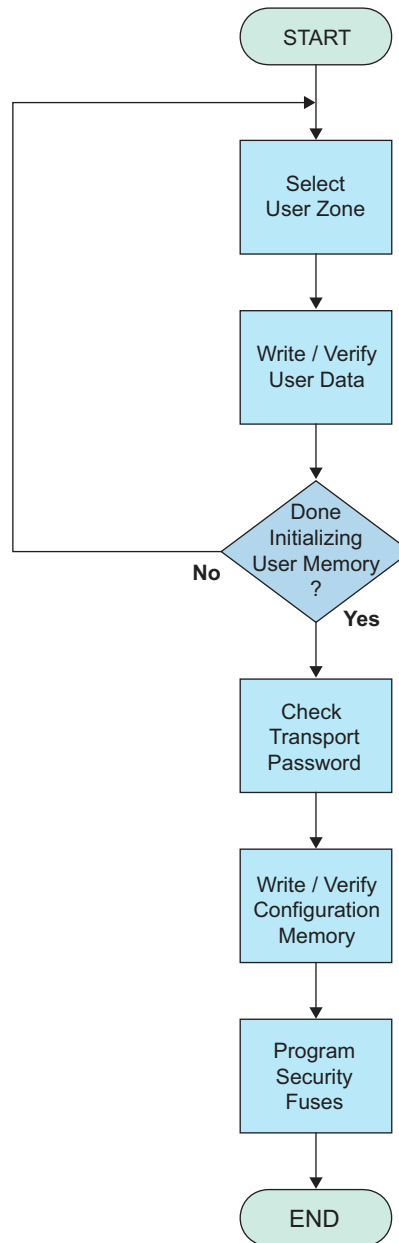 START
Select
User Zone
Write / Verify
User Data
Done
Initializing
User Memory
?
No
Yes
Check
Transport
Password
Write / Verify
Configuration
Memory
Program
Security
Fuses
END